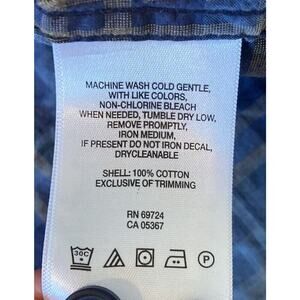 MACHINE WASH COLD GENTLE,
WITH LIKE COLORS,
NON-CHLORINE BLEACH
WHEN NEEDED, TUMBLE DRY LOW,
REMOVE PROMPTLY,
IRON MEDIUM,
IF PRESENT DO NOT IRON DECAL,
DRYCLEANABLE
SHELL: 100% COTTON
EXCLUSIVE OF TRIMMING
RN 69724
CA 05367
30C
P